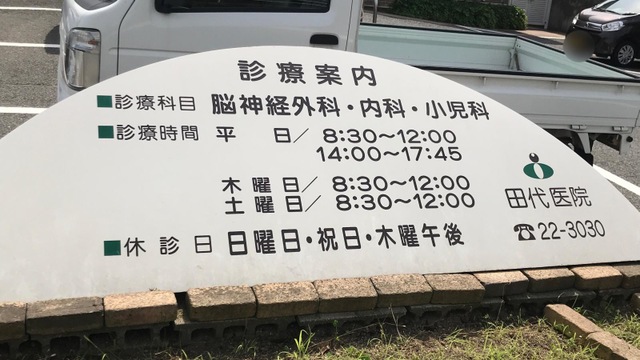 診療案内
■診療科目 脳神経外科・内科・小児科
■診療時間 平 日/ 8:30～12:00
14:00～17:45
木曜日/ 8:30～12:00
土曜日/ 8:30～12:00
■休診日 日曜日・祝日・木曜午後
田代医院
☎22-3030